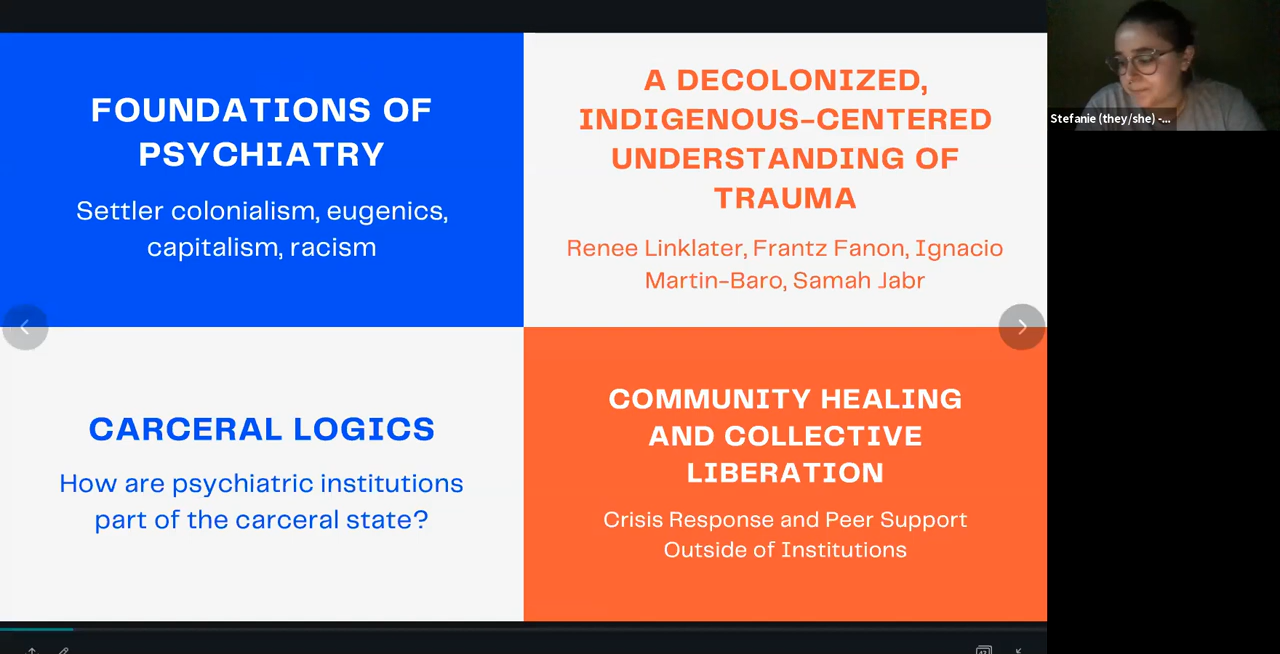 FOUNDATIONS OF
PSYCHIATRY
Settler colonialism, eugenics,
capitalism, racism
A DECOLONIZED,
INDIGENOUS-CENTERED
UNDERSTANDING OF
TRAUMA
Renee Linklater, Frantz Fanon, Ignacio
Martin-Baro, Samah Jabr
CARCERAL LOGICS
How are psychiatric institutions
part of the carceral state?
COMMUNITY HEALING
AND COLLECTIVE
LIBERATION
Crisis Response and Peer Support
Outside of Institutions
Stefanie (they/she) -...